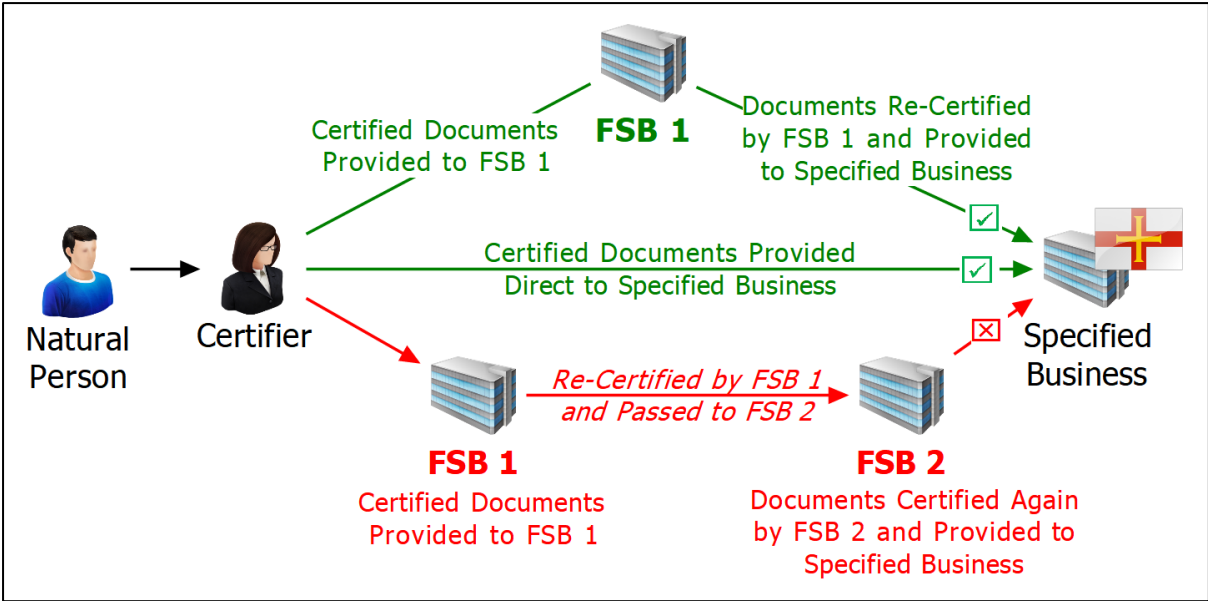 FSB 1
Certified Documents
Provided to FSB 1
Documents Re-Certified
by FSB 1 and Provided
to Specified Business
Certified Documents Provided
Direct to Specified Business
Natural
Person
Certifier
Specified
Business
Re-Certified by FSB 1
and Passed to FSB 2
FSB 1
Certified Documents
Provided to FSB 1
FSB 2
Documents Certified Again
by FSB 2 and Provided to
Specified Business